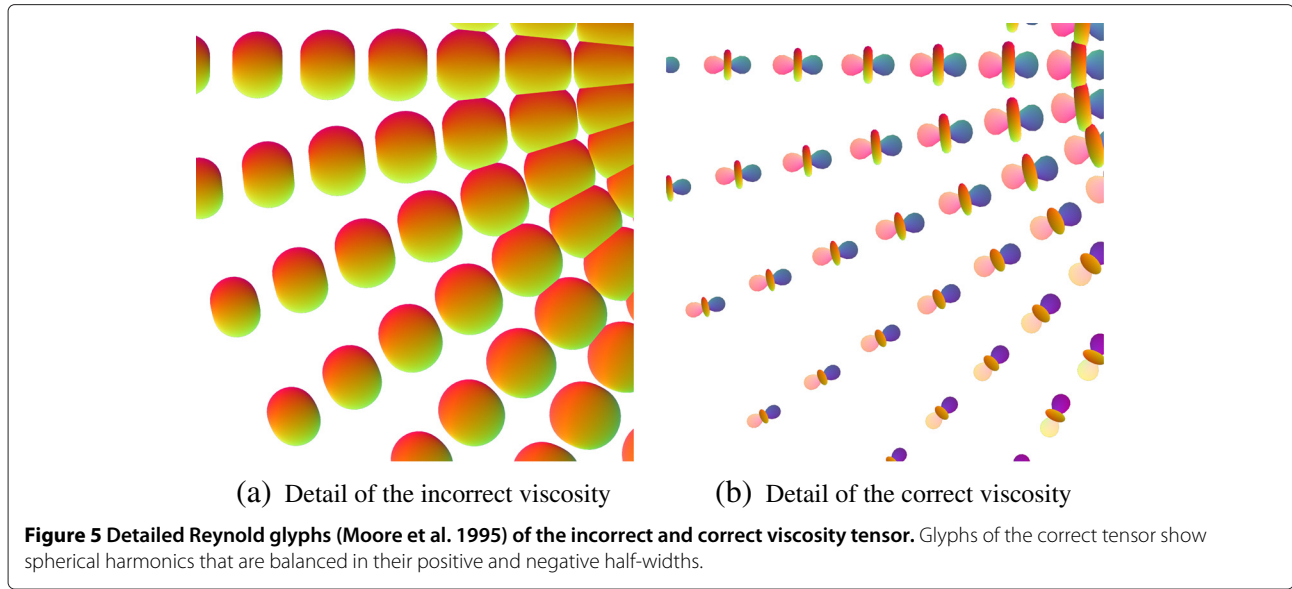 (a) Detail of the incorrect viscosity
(b) Detail of the correct viscosity
Figure 5 Detailed Reynold glyphs (Moore et al. 1995) of the incorrect and correct viscosity tensor. Glyphs of the correct tensor show
spherical harmonics that are balanced in their positive and negative half-widths.